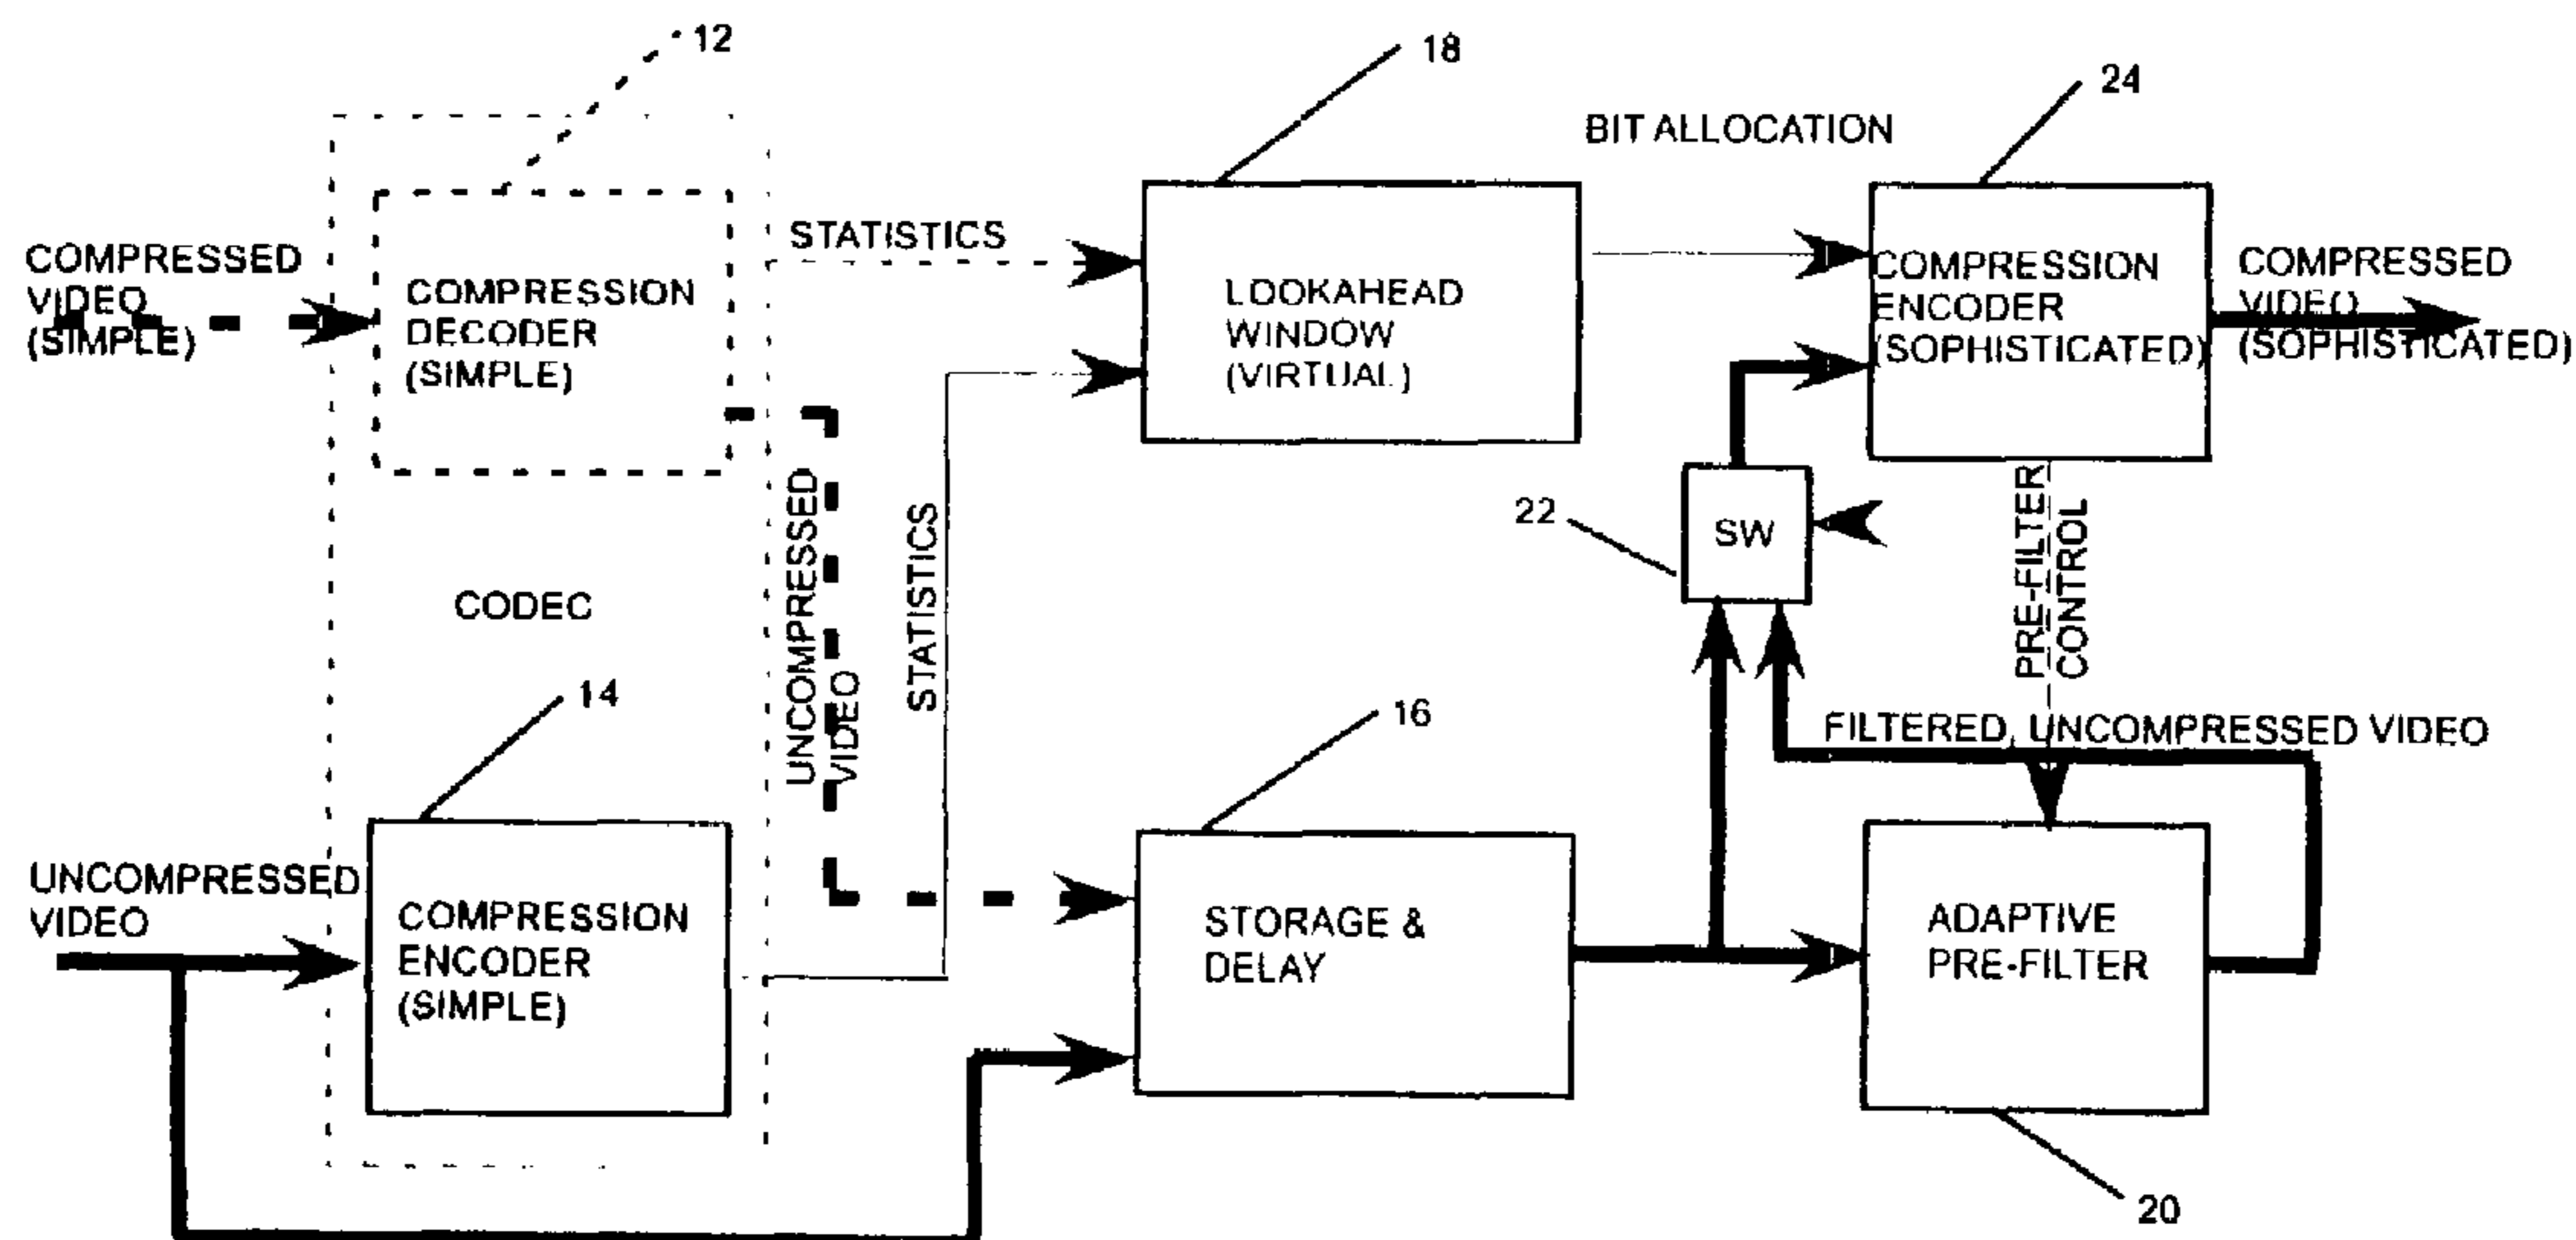 12
18
24
BIT ALLOCATION
COMPRESSED
VIDEO
(SIMPLE)
COMPRESSION
DECODER
(SIMPLE)
STATISTICS
LOOKAHEAD
WINDOW
(VIRTUAL)
COMPRESSION
ENCODER
(SOPHISTICATED)
COMPRESSED
VIDEO
(SOPHISTICATED)
UNCOMPRESSED
VIDEO
STATISTICS
22
SW
PRE-FILTER
CONTROL
CODEC
14
16
FILTERED, UNCOMPRESSED VIDEO
UNCOMPRESSED
VIDEO
COMPRESSION
ENCODER
(SIMPLE)
STORAGE &
DELAY
ADAPTIVE
PRE-FILTER
20